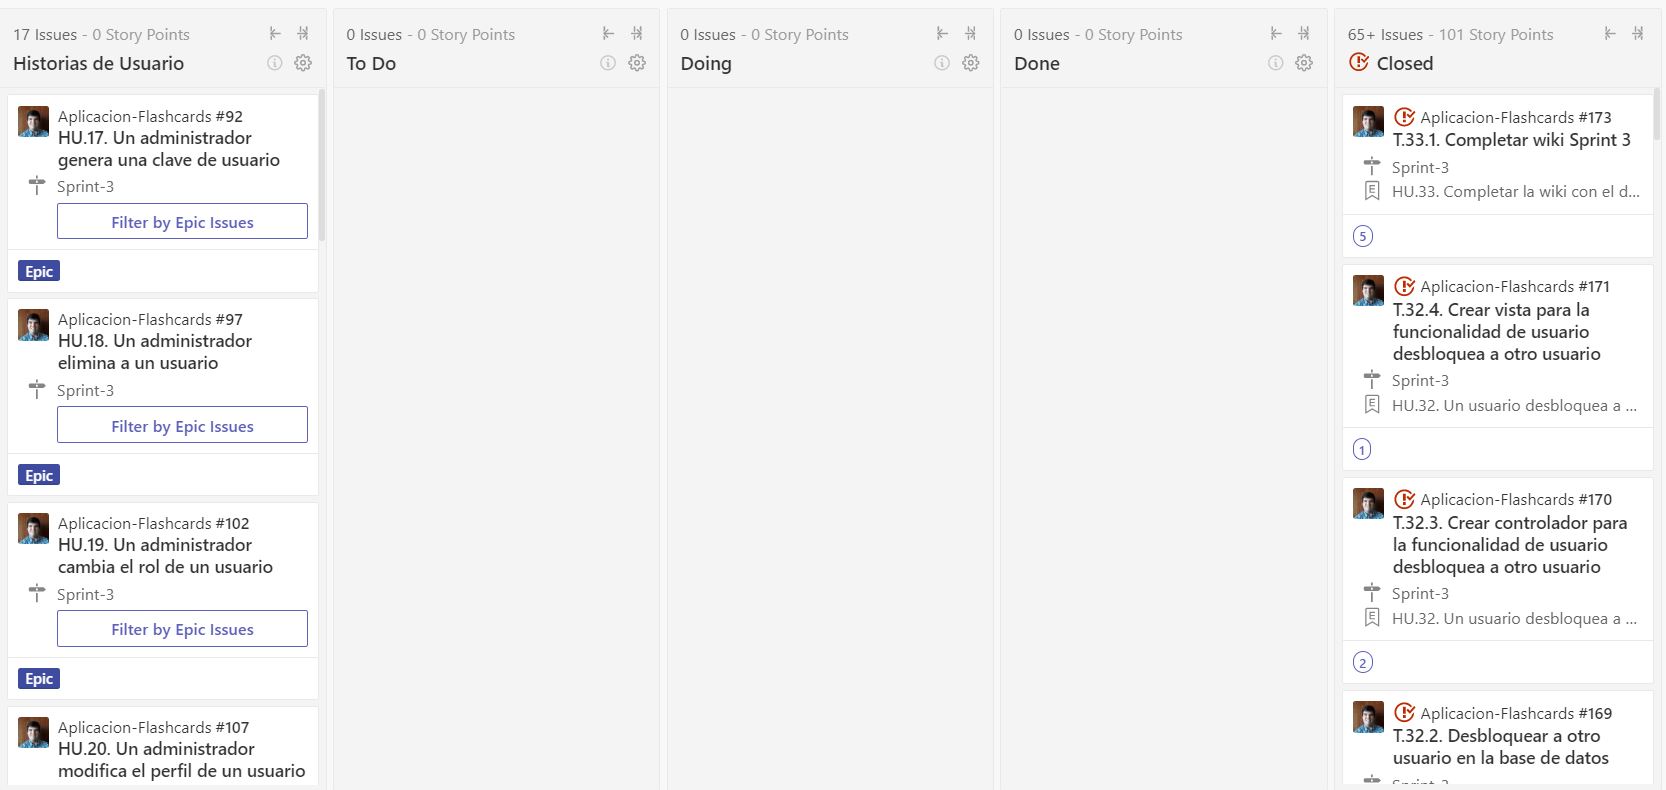 17 Issues - 0 Story Points
Historias de Usuario
Aplicacion-Flashcards #92
HU.17. Un administrador
genera una clave de usuario
Sprint-3
Filter by Epic Issues
Epic
Aplicacion-Flashcards #97
HU.18. Un administrador
elimina a un usuario
Sprint-3
Filter by Epic Issues
Epic
Aplicacion-Flashcards #102
HU.19. Un administrador
cambia el rol de un usuario
Sprint-3
Filter by Epic Issues
Epic
Aplicacion-Flashcards #107
HU.20. Un administrador
modifica el perfil de un usuario
0 Issues - 0 Story Points
To Do
0 Issues - 0 Story Points
Doing
0 Issues - 0 Story Points
Done
65+ Issues - 101 Story Points
Closed
Aplicacion-Flashcards #173
T.33.1. Completar wiki Sprint 3
Sprint-3
HU.33. Completar la wiki con el d...
5
Aplicacion-Flashcards #171
T.32.4. Crear vista para la
funcionalidad de usuario
desbloquea a otro usuario
Sprint-3
HU.32. Un usuario desbloquea a ...
1
Aplicacion-Flashcards #170
T.32.3. Crear controlador para
la funcionalidad de usuario
desbloquea a otro usuario
Sprint-3
HU.32. Un usuario desbloquea a ...
2
Aplicacion-Flashcards #169
T.32.2. Desbloquear a otro
usuario en la base de datos